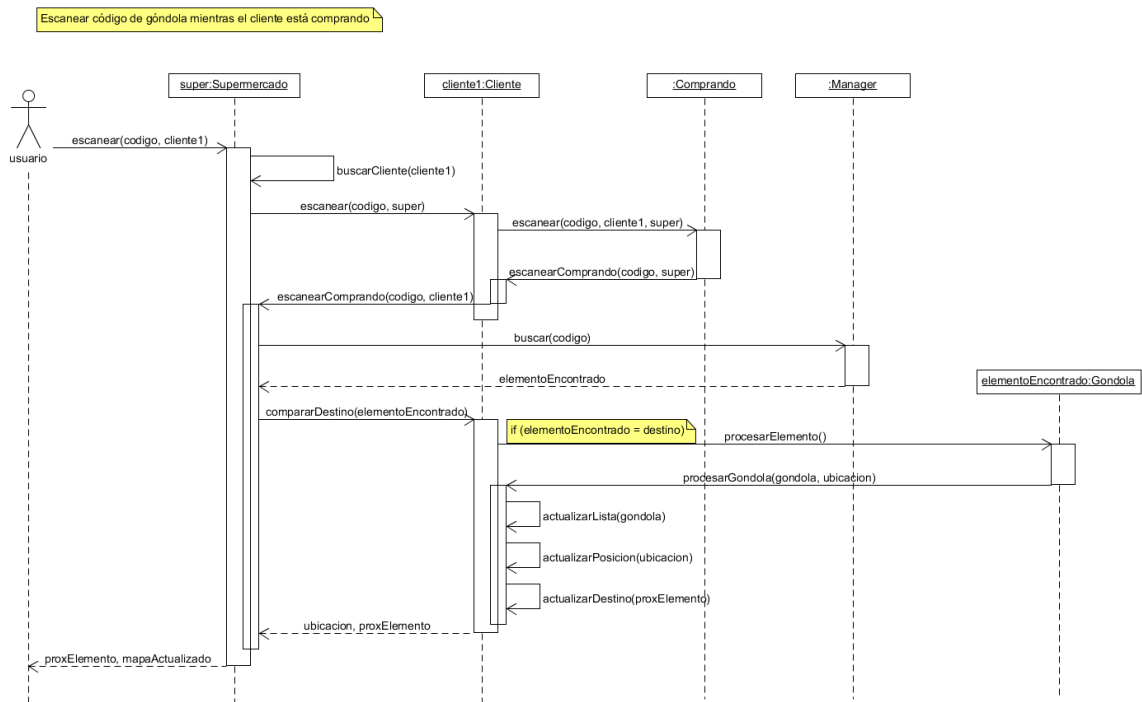 Escanear código de góndola mientras el cliente está comprando
super:Supermercado
cliente1:Cliente
:Comprando
:Manager
usuario
escanear(codigo, cliente1)
buscarCliente(cliente1)
escanear(codigo, super)
escanear(codigo, cliente1, super)
escanearComprando(codigo, super)
escanearComprando(codigo, cliente1)
buscar(codigo)
elementoEncontrado
elementoEncontrado:Gondola
compararDestino(elementoEncontrado)
if (elementoEncontrado = destino)
procesarElemento()
procesarGondola(gondola, ubicacion)
actualizarLista(gondola)
actualizarPosicion(ubicacion)
actualizarDestino(proxElemento)
ubicacion, proxElemento
proxElemento, mapaActualizado